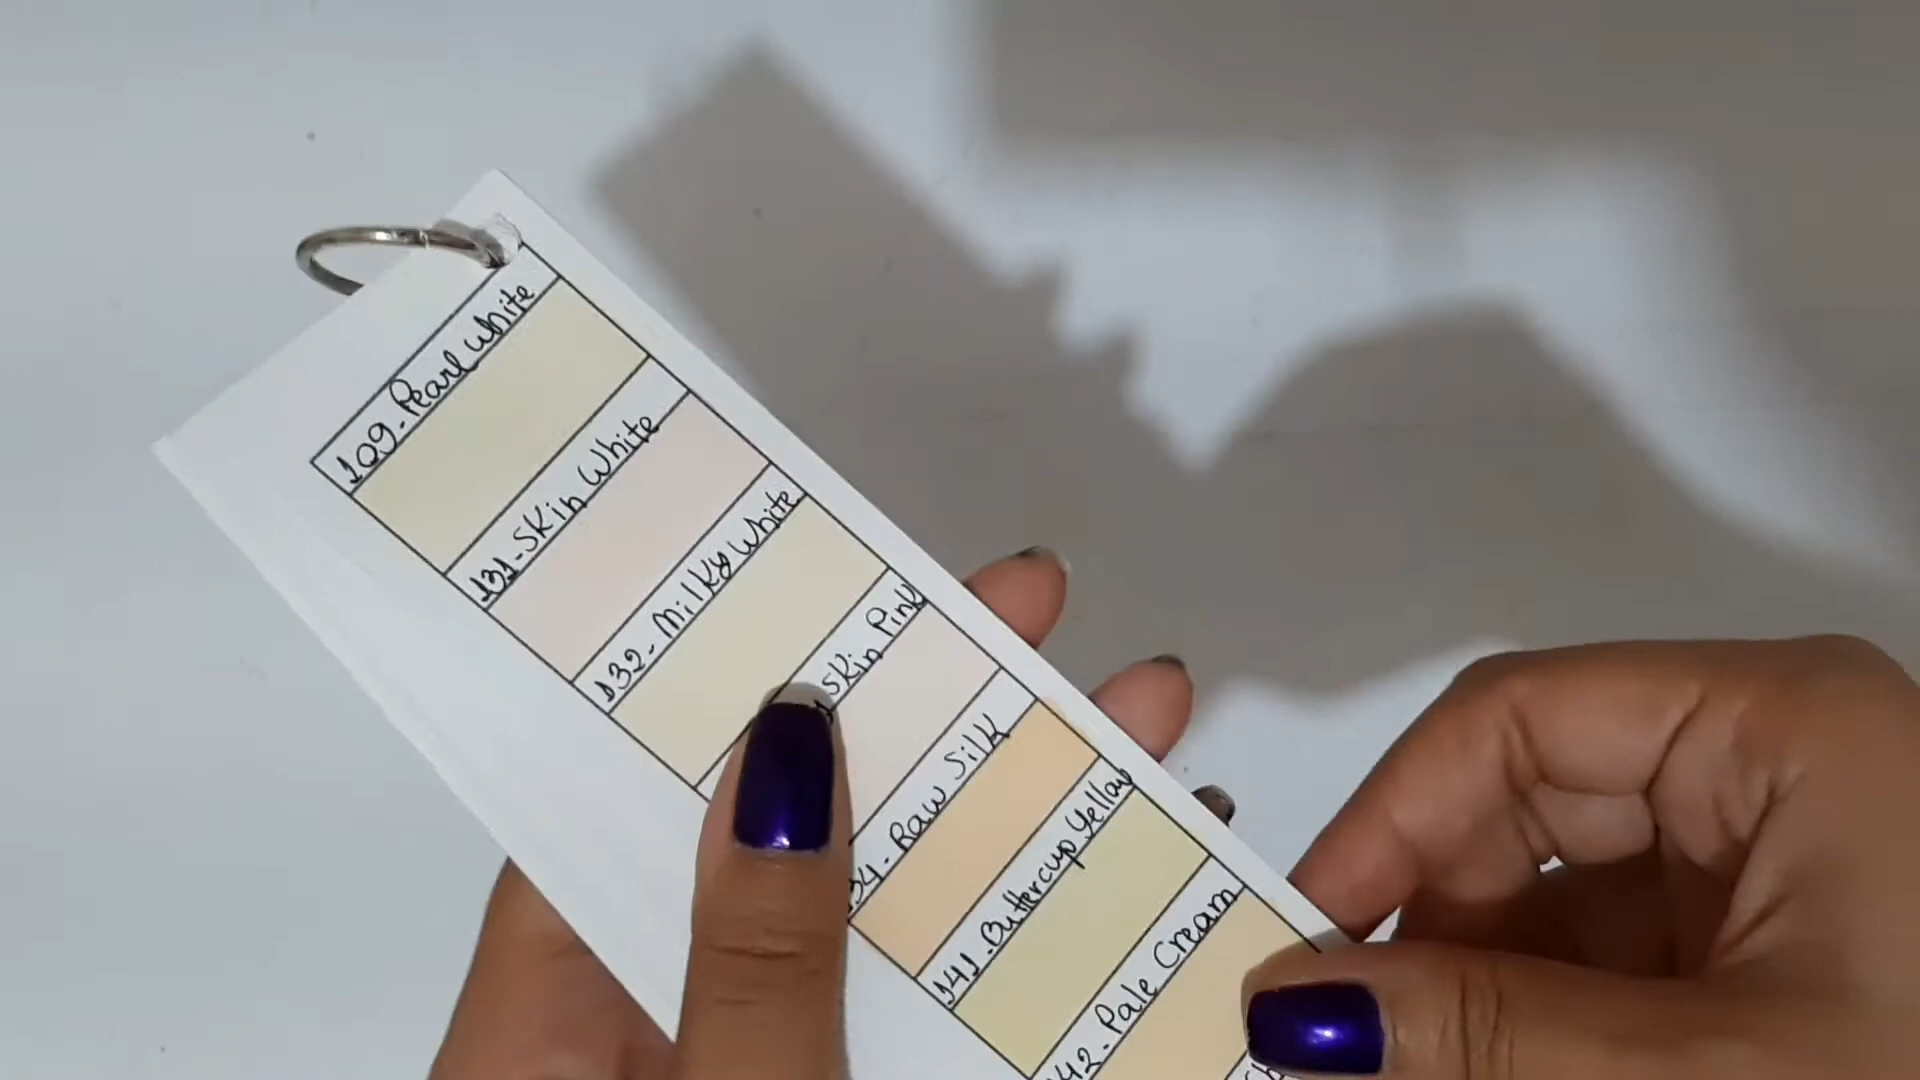 109-Pearl White
131-Skin White
132-Milky White
Skin Pink
34-Raw Silk
141-Buttercup Yellow
142-Pale Cream